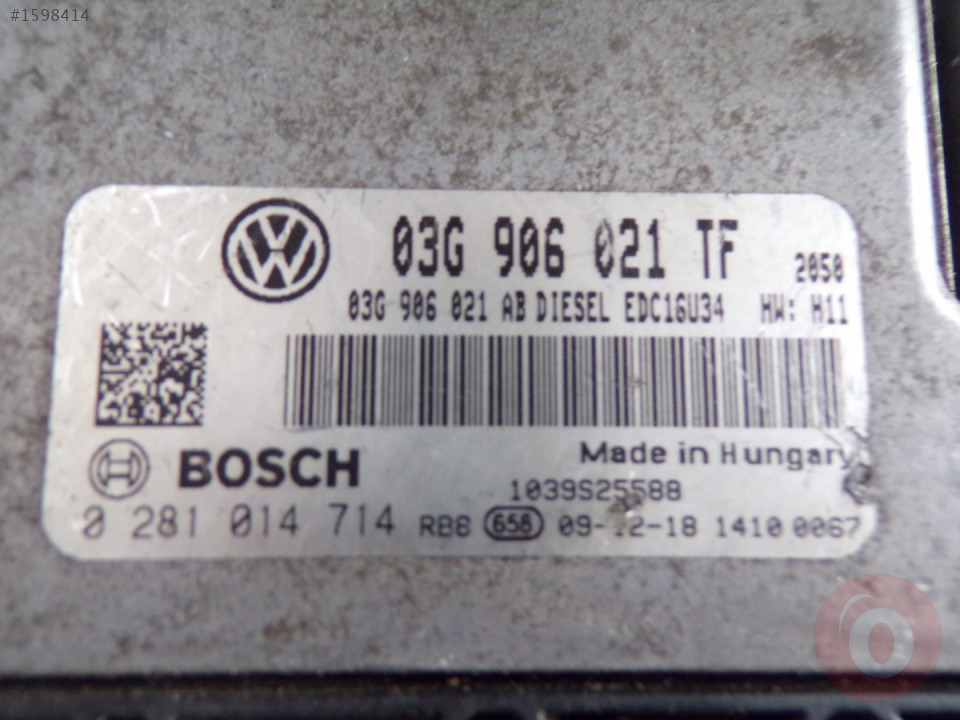 #1598414
03G 906 021 TF 2050
03G 906 021 AB DIESEL EDC16U34 HW: H11
BOSCH
Made in Hungary
1039S25588
0 281 014 714 RBE 658 09-12-18 1410 0067